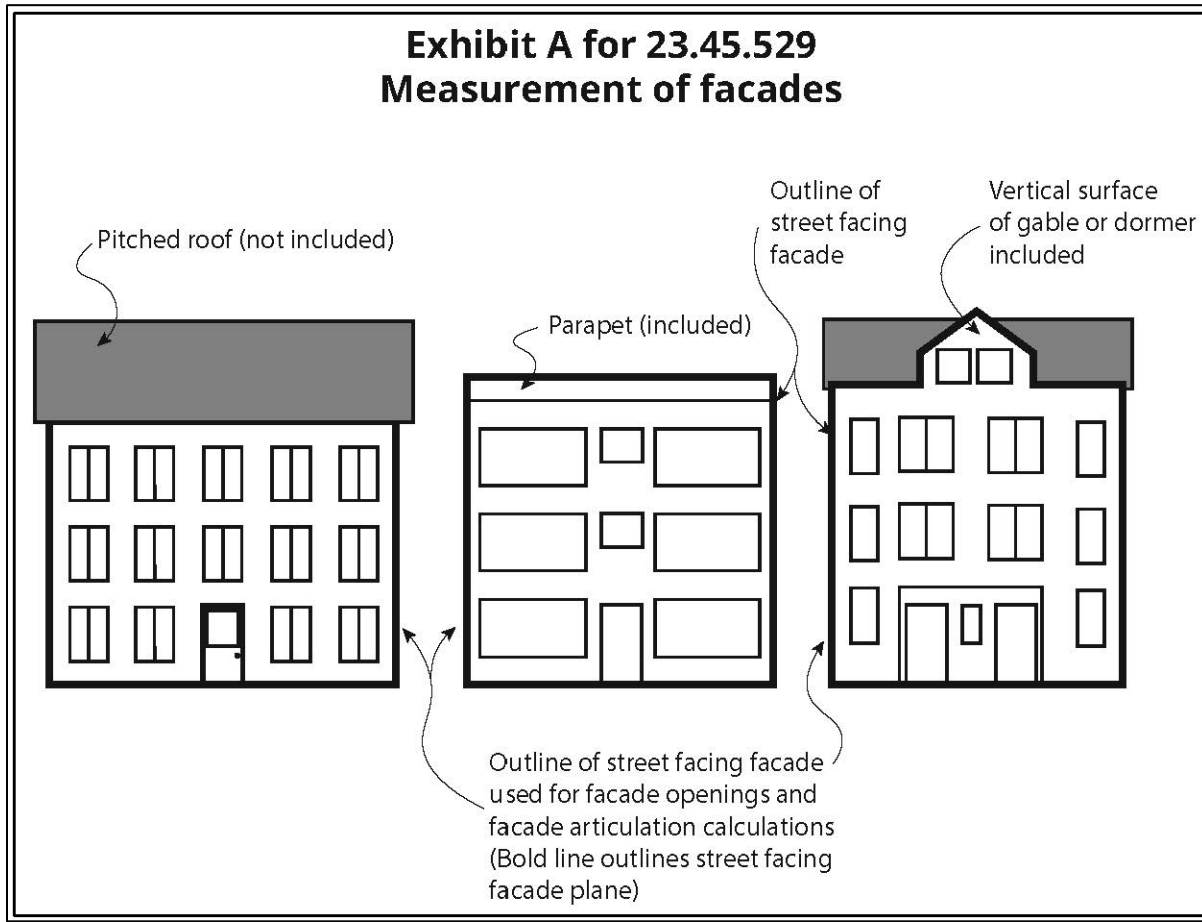 Exhibit A for 23.45.529
Measurement of facades
Pitched roof (not included)
Parapet (included)
Outline of
street facing
facade
Vertical surface
of gable or dormer
included
Outline of street facing facade
used for facade openings and
facade articulation calculations
(Bold line outlines street facing
facade plane)